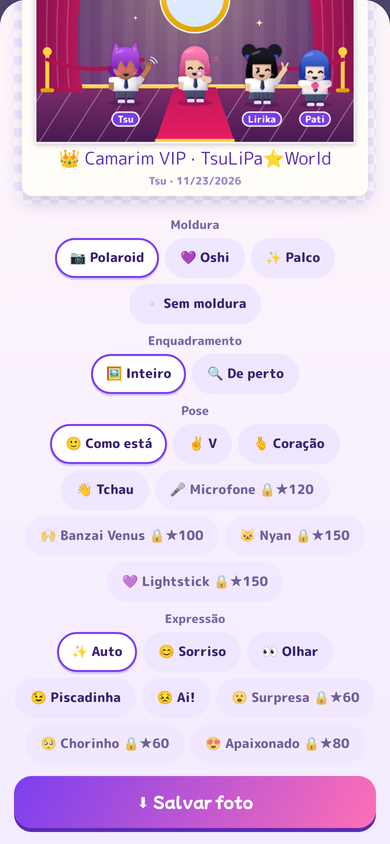 Tsu
Lirika
Pati
👑 Camarim VIP · TsuLiPa⭐World
Tsu · 11/23/2026
Moldura
📷 Polaroid
💜 Oshi
✨ Palco
▫️ Sem moldura
Enquadramento
🖼️ Inteiro
🔍 De perto
Pose
🙂 Como está
✌️ V
🫰 Coração
👋 Tchau
🎤 Microfone 🔒★120
🙌 Banzai Venus 🔒★100
🐱 Nyan 🔒★150
💜 Lightstick 🔒★150
Expressão
✨ Auto
😊 Sorriso
👀 Olhar
😉 Piscadinha
😣 Ai!
😮 Surpresa 🔒★60
🥺 Chorinho 🔒★60
😍 Apaixonado 🔒★80
⬇ Salvar foto